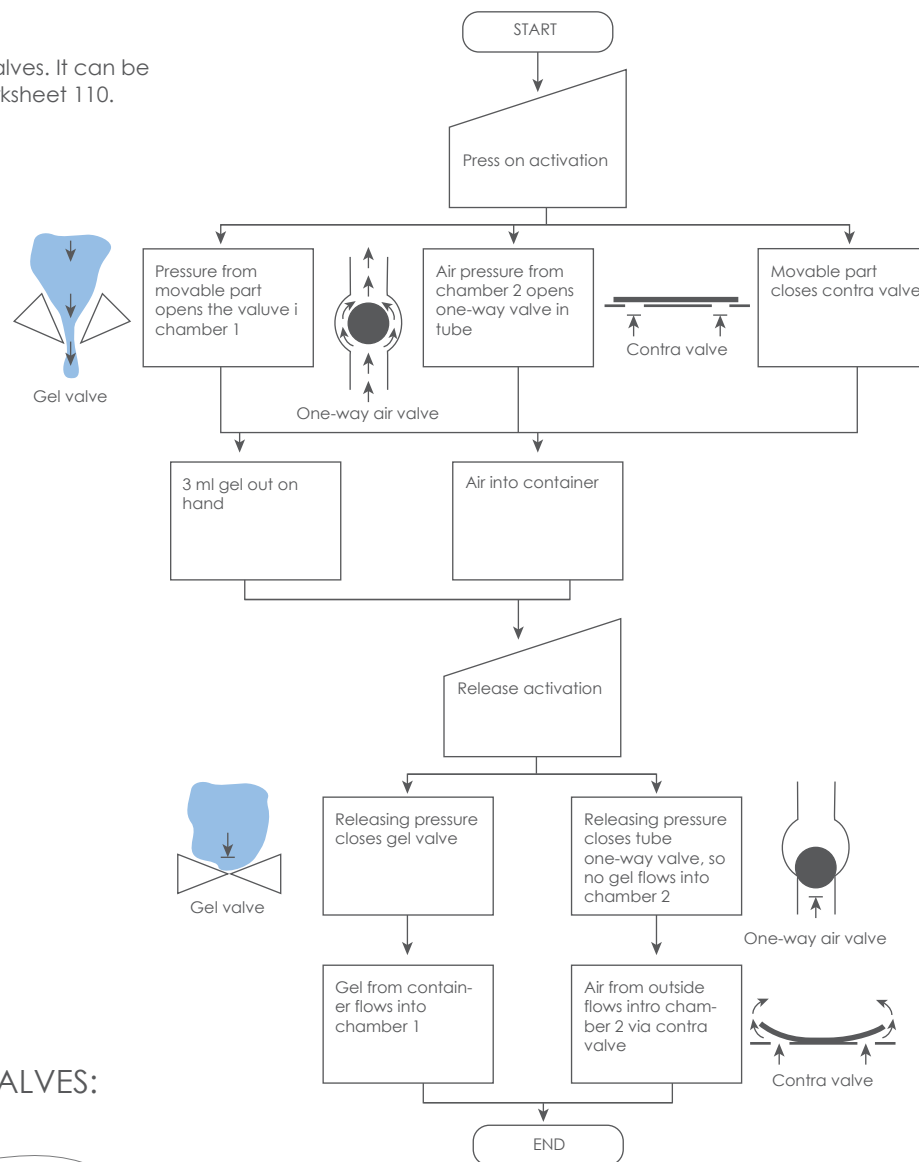 START
alves. It can be
ksheet 110.
Press on activation
Pressure from
movable part
opens the valuve i
chamber 1
Air pressure from
chamber 2 opens
one-way valve in
tube
Movable part
closes contra valve
Gel valve
One-way air valve
Contra valve
3 ml gel out on
hand
Air into container
Release activation
Releasing pressure
closes gel valve
Releasing pressure
closes tube
one-way valve, so
no gel flows into
chamber 2
Gel valve
One-way air valve
Gel from contain-
er flows into
chamber 1
Air from outside
flows intro cham-
ber 2 via contra
valve
Contra valve
ALVES:
END